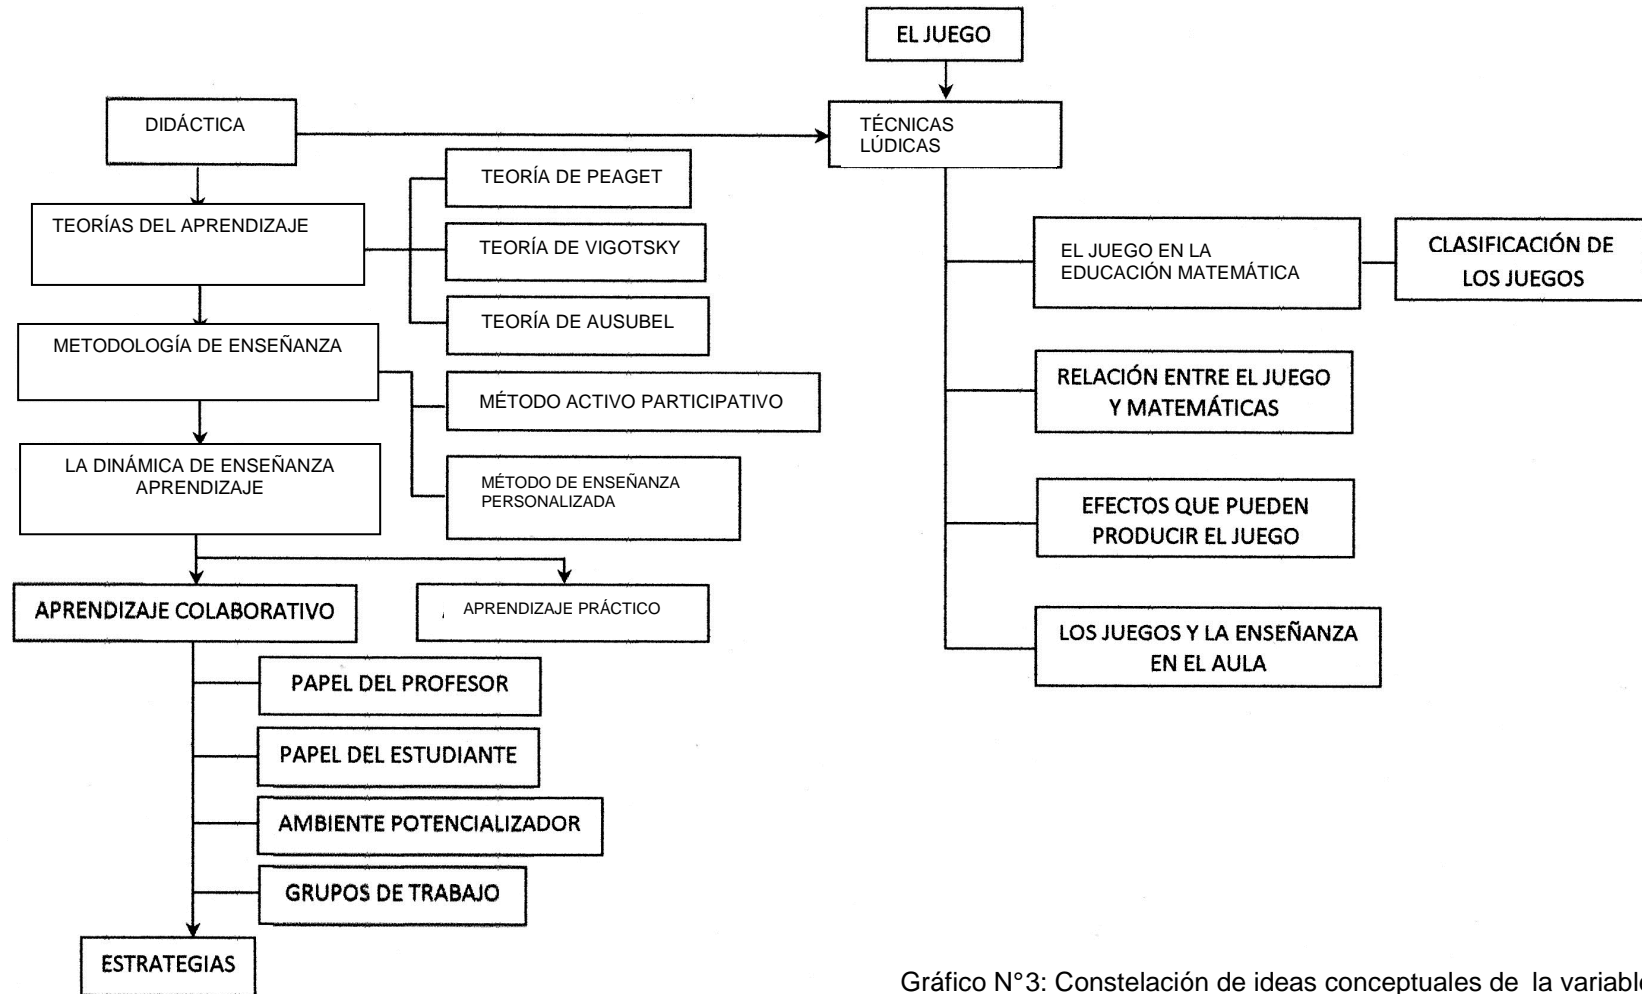 EL JUEGO
DIDÁCTICA
TÉCNICAS
LÚDICAS
TEORÍA DE PEAGET
TEORÍAS DEL APRENDIZAJE
TEORÍA DE VIGOTSKY
TEORÍA DE AUSUBEL
EL JUEGO EN LA
EDUCACIÓN MATEMÁTICA
CLASIFICACIÓN DE
LOS JUEGOS
METODOLOGÍA DE ENSEÑANZA
MÉTODO ACTIVO PARTICIPATIVO
RELACIÓN ENTRE EL JUEGO
Y MATEMÁTICAS
LA DINÁMICA DE ENSEÑANZA
APRENDIZAJE
MÉTODO DE ENSEÑANZA
PERSONALIZADA
EFECTOS QUE PUEDEN
PRODUCIR EL JUEGO
APRENDIZAJE COLABORATIVO
APRENDIZAJE PRÁCTICO
LOS JUEGOS Y LA ENSEÑANZA
EN EL AULA
PAPEL DEL PROFESOR
PAPEL DEL ESTUDIANTE
AMBIENTE POTENCIALIZADOR
GRUPOS DE TRABAJO
ESTRATEGIAS
Gráfico N°3: Constelación de ideas conceptuales de la variable